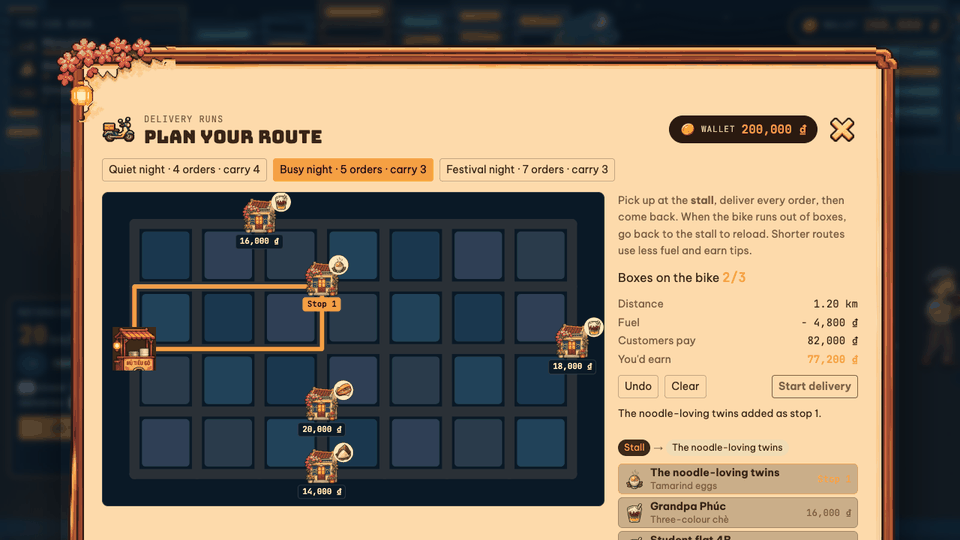 DELIVERY RUNS
PLAN YOUR ROUTE
WALLET 200,000 ₫
Quiet night · 4 orders · carry 4
Busy night · 5 orders · carry 3
Festival night · 7 orders · carry 3
16,000 ₫
Stop 1
HỦ TIẾU GÕ
18,000 ₫
20,000 ₫
14,000 ₫
Pick up at the stall, deliver every order, then
come back. When the bike runs out of boxes,
go back to the stall to reload. Shorter routes
use less fuel and earn tips.
Boxes on the bike 2/3
Distance 1.20 km
Fuel - 4,800 ₫
Customers pay 82,000 ₫
You'd earn 77,200 ₫
Undo
Clear
Start delivery
The noodle-loving twins added as stop 1.
Stall → The noodle-loving twins
The noodle-loving twins
Tamarind eggs
Grandpa Phúc
Three-colour chè
16,000 ₫
Student flat 4B